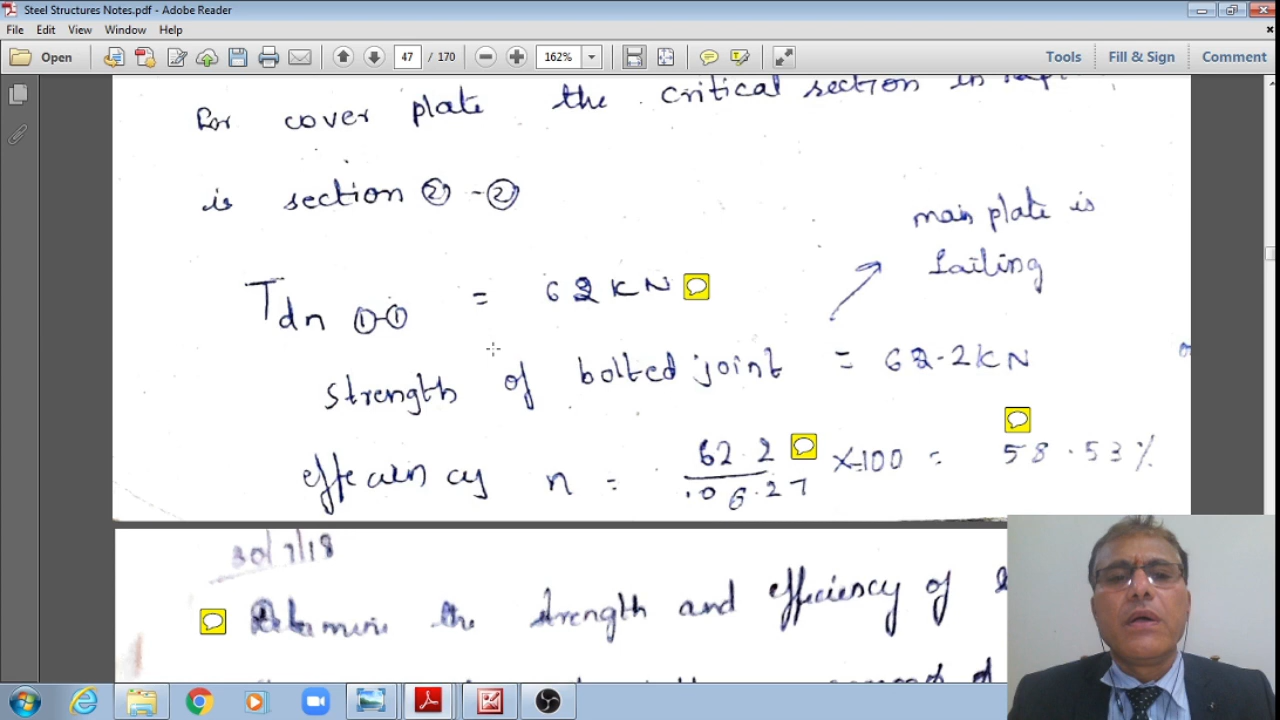 Steel Structures Notes.pdf - Adobe Reader
File Edit View Window Help
Open 47 / 170 162% Tools Fill & Sign Comment
For cover plate the critical section in
is section ② - ②
main plate is
failing
Tdn ①-① = 62 KN
strength of bolted joint = 62.2 KN
η = 62.2 / 106.27 × 100 = 58.53 %
30/7/18
Determine the strength and efficiency of